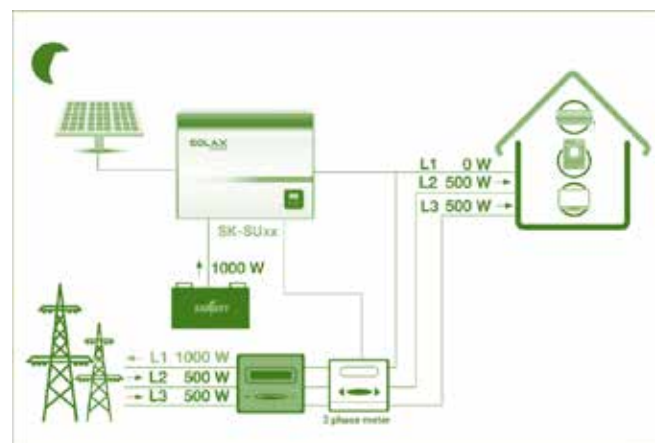 SOLAX
SK-SUxx
1000 W
L1 0 W
L2 500 W
L3 500 W
L1 1000 W
L2 500 W
L3 500 W
3 phase meter